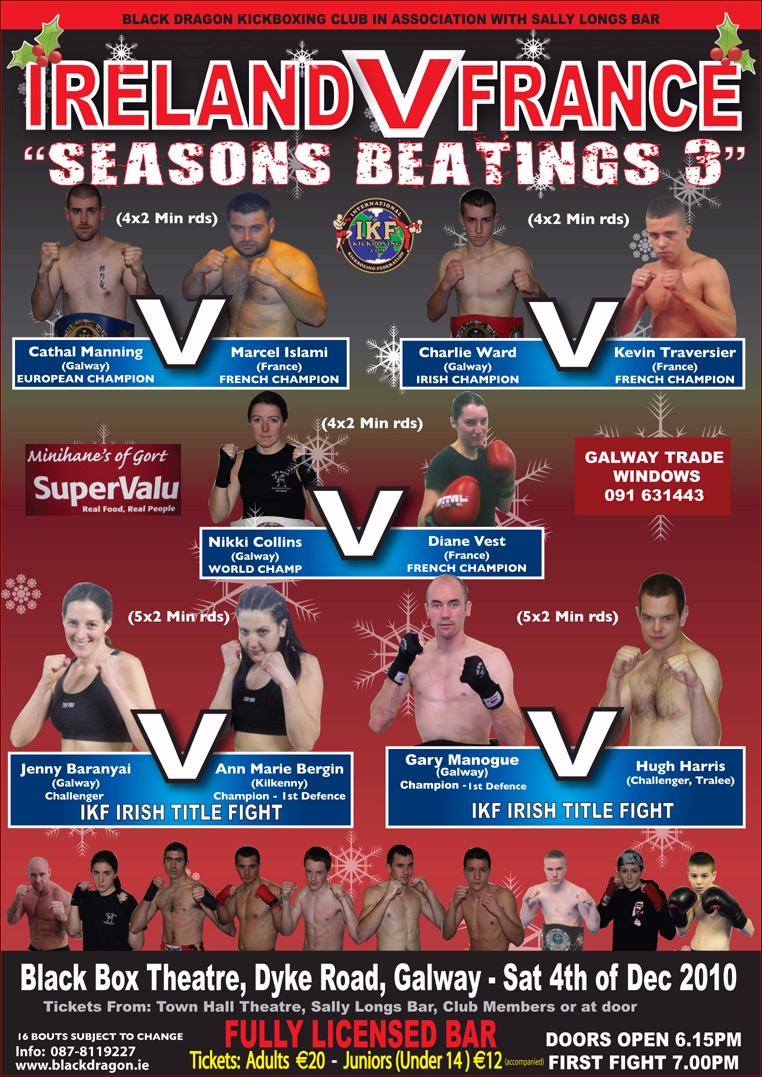 BLACK DRAGON KICKBOXING CLUB IN ASSOCIATION WITH SALLY LONGS BAR
IRELAND V FRANCE
"SEASONS BEATINGS 3"
(4x2 Min rds)
INTERNATIONAL
IKF
KICKBOXING
.COM
KICKBOXING FEDERATION
(4x2 Min rds)
V
Cathal Manning
(Galway)
EUROPEAN CHAMPION
Marcel Islami
(France)
FRENCH CHAMPION
V
Charlie Ward
(Galway)
IRISH CHAMPION
Kevin Traversier
(France)
FRENCH CHAMPION
(4x2 Min rds)
Minihane's of Gort
SuperValu
Real Food, Real People
GALWAY TRADE
WINDOWS
091 631443
V
Nikki Collins
(Galway)
WORLD CHAMP
Diane Vest
(France)
FRENCH CHAMPION
(5x2 Min rds)
(5x2 Min rds)
V
Jenny Baranyai
(Galway)
Challenger
Ann Marie Bergin
(Kilkenny)
Champion - 1st Defence
IKF IRISH TITLE FIGHT
V
Gary Manogue
(Galway)
Champion - 1st Defence
Hugh Harris
(Challenger, Tralee)
IKF IRISH TITLE FIGHT
Black Box Theatre, Dyke Road, Galway - Sat 4th of Dec 2010
Tickets From: Town Hall Theatre, Sally Longs Bar, Club Members or at door
16 BOUTS SUBJECT TO CHANGE
Info: 087-8119227
www.blackdragon.ie
FULLY LICENSED BAR
Tickets: Adults €20 - Juniors (Under 14) €12 (accompanied)
DOORS OPEN 6.15PM
FIRST FIGHT 7.00PM